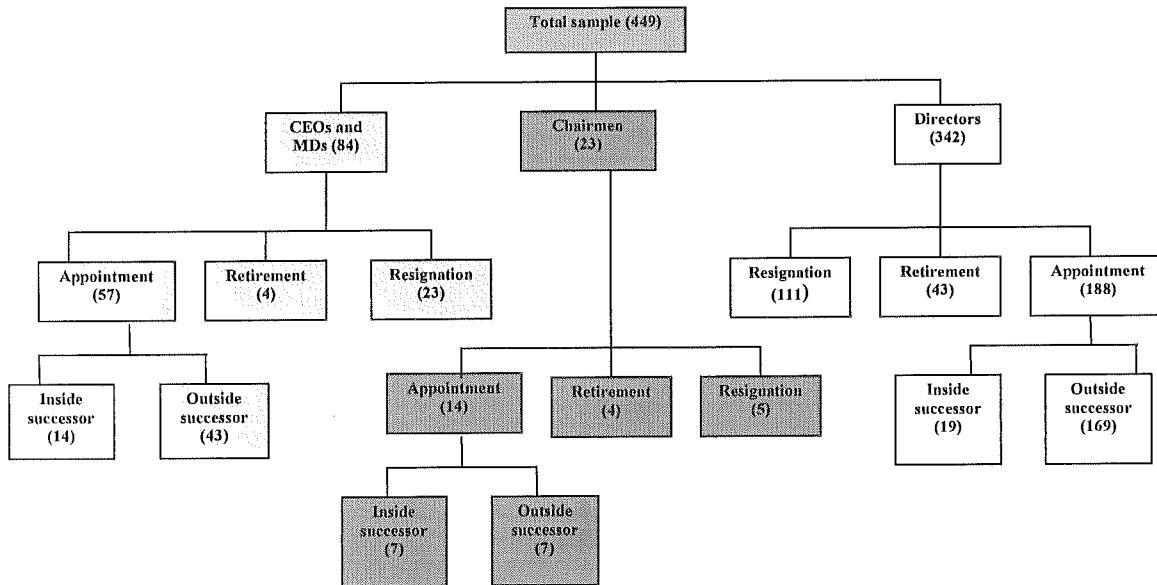 Total sample (449)
CEOs and
MDs (84)
Chairmen
(23)
Directors
(342)
Appointment
(57)
Retirement
(4)
Resignation
(23)
Resignation
(111)
Retirement
(43)
Appointment
(188)
Inside
successor
(14)
Outside
successor
(43)
Appointment
(14)
Retirement
(4)
Resignation
(5)
Inside
successor
(19)
Outside
successor
(169)
Inside
successor
(7)
Outside
successor
(7)